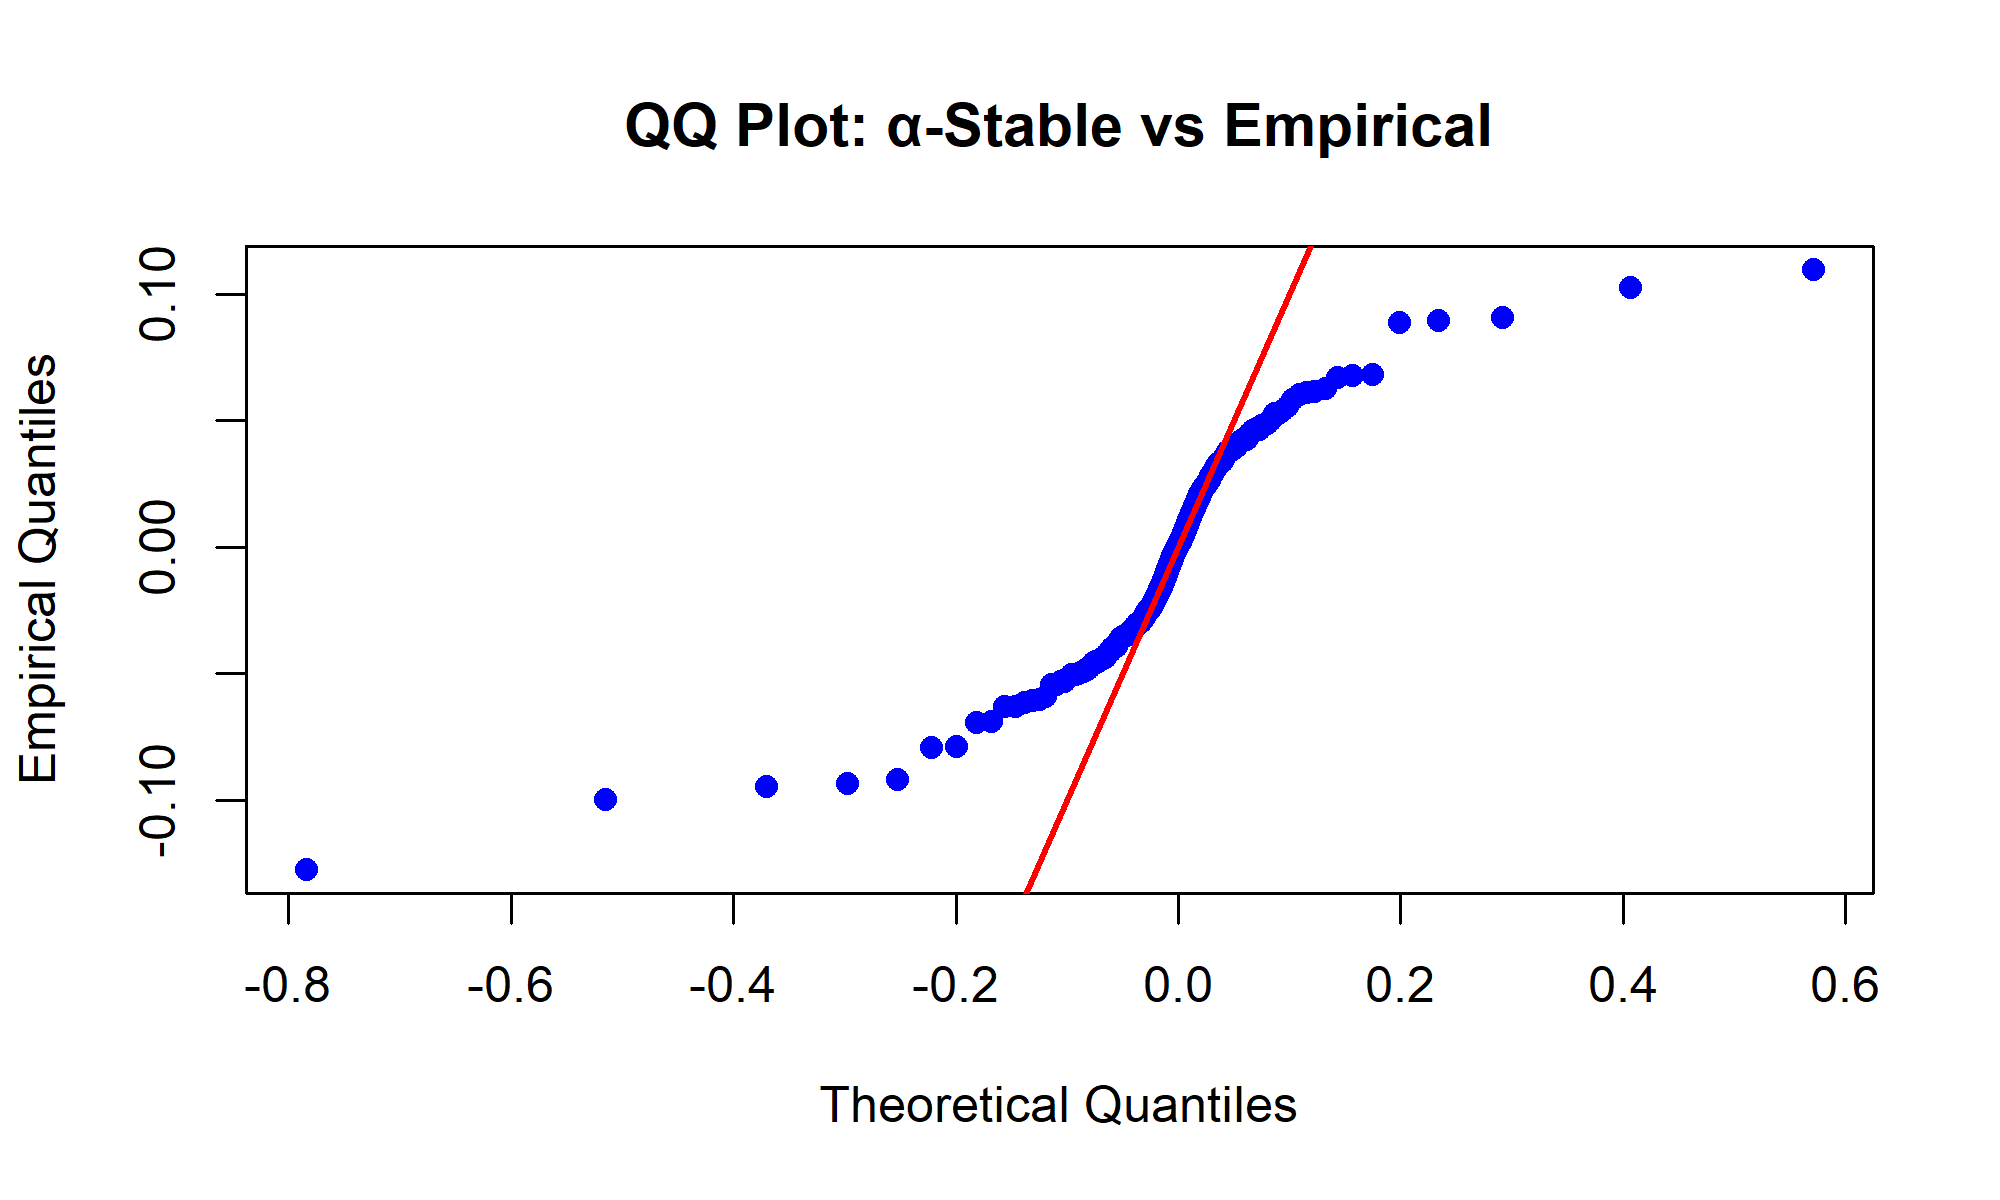 QQ Plot: α-Stable vs Empirical
Empirical Quantiles
0.10
0.00
-0.10
-0.8 -0.6 -0.4 -0.2 0.0 0.2 0.4 0.6
Theoretical Quantiles